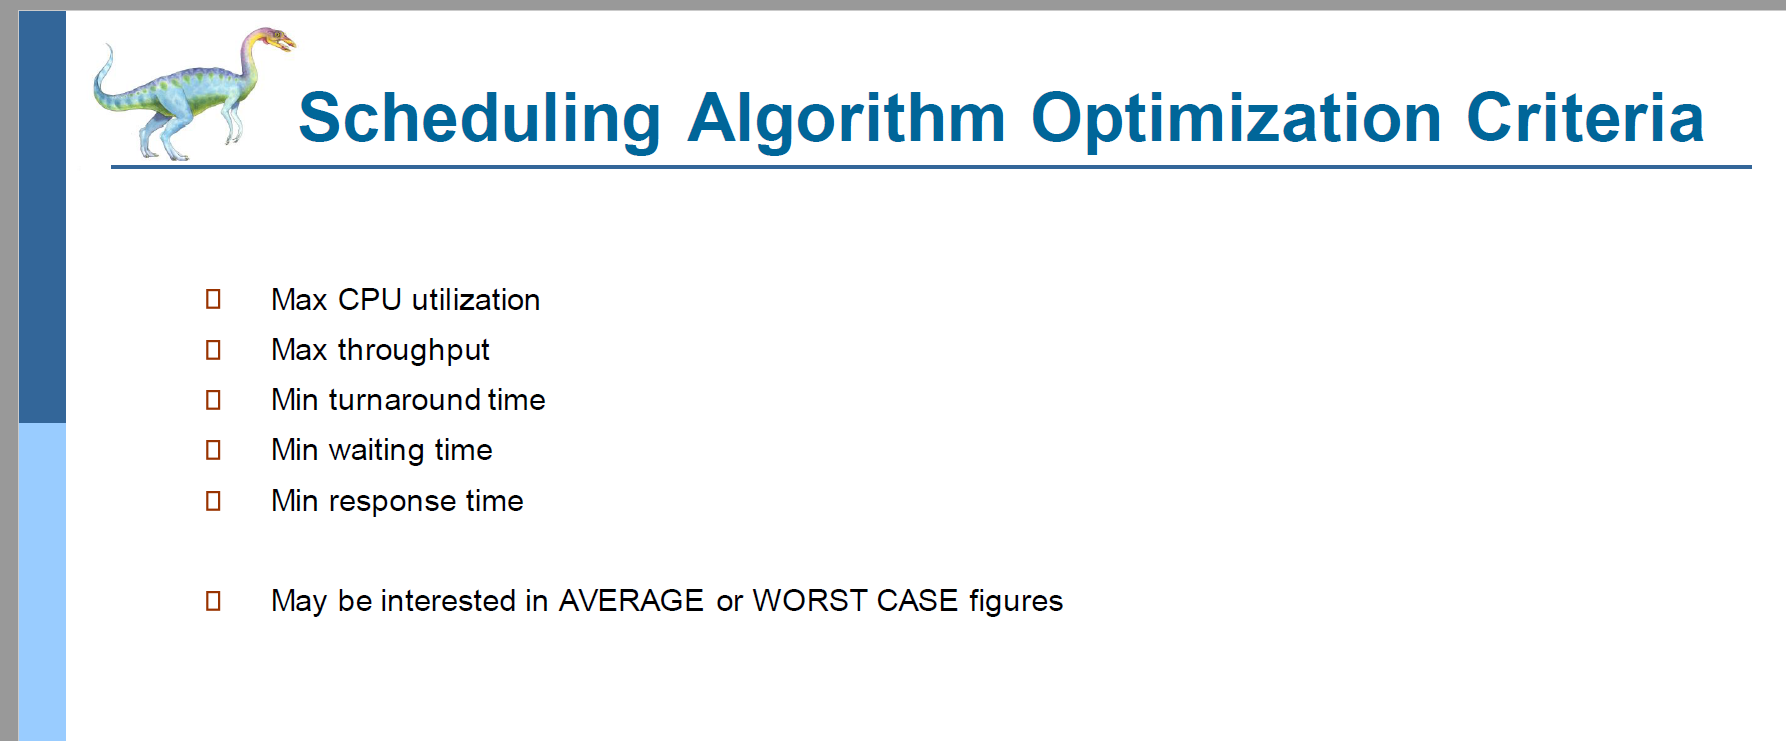 Scheduling Algorithm Optimization Criteria
Max CPU utilization
Max throughput
Min turnaround time
Min waiting time
Min response time
May be interested in AVERAGE or WORST CASE figures